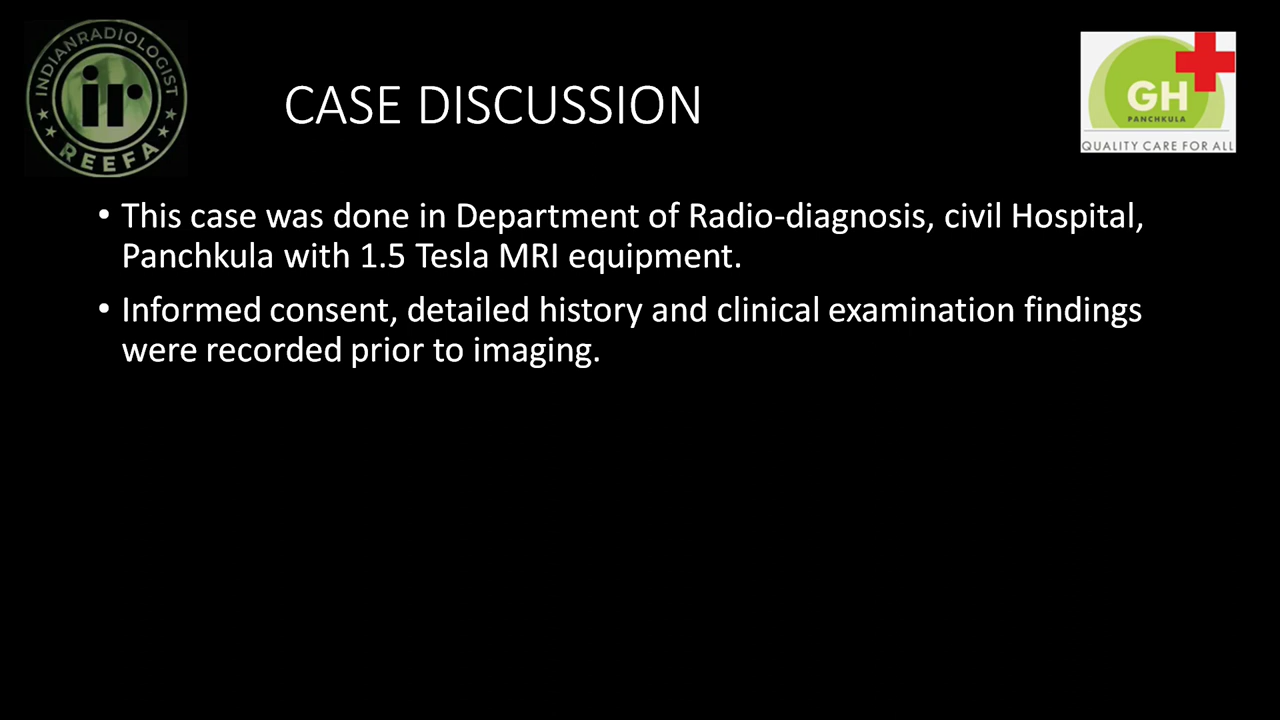 INDIANRADIOLOGIST
ir
REEFA
CASE DISCUSSION
GH
PANCHKULA
QUALITY CARE FOR ALL
• This case was done in Department of Radio-diagnosis, civil Hospital,
Panchkula with 1.5 Tesla MRI equipment.
• Informed consent, detailed history and clinical examination findings
were recorded prior to imaging.